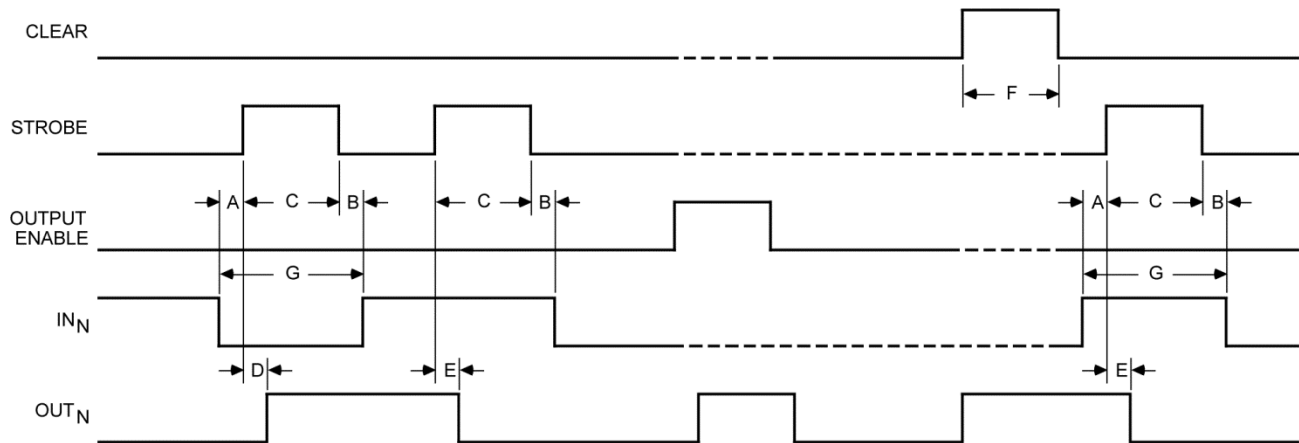 CLEAR
F
STROBE
A C B C B A C B
OUTPUT
ENABLE
G G
IN_N
D E E
OUT_N